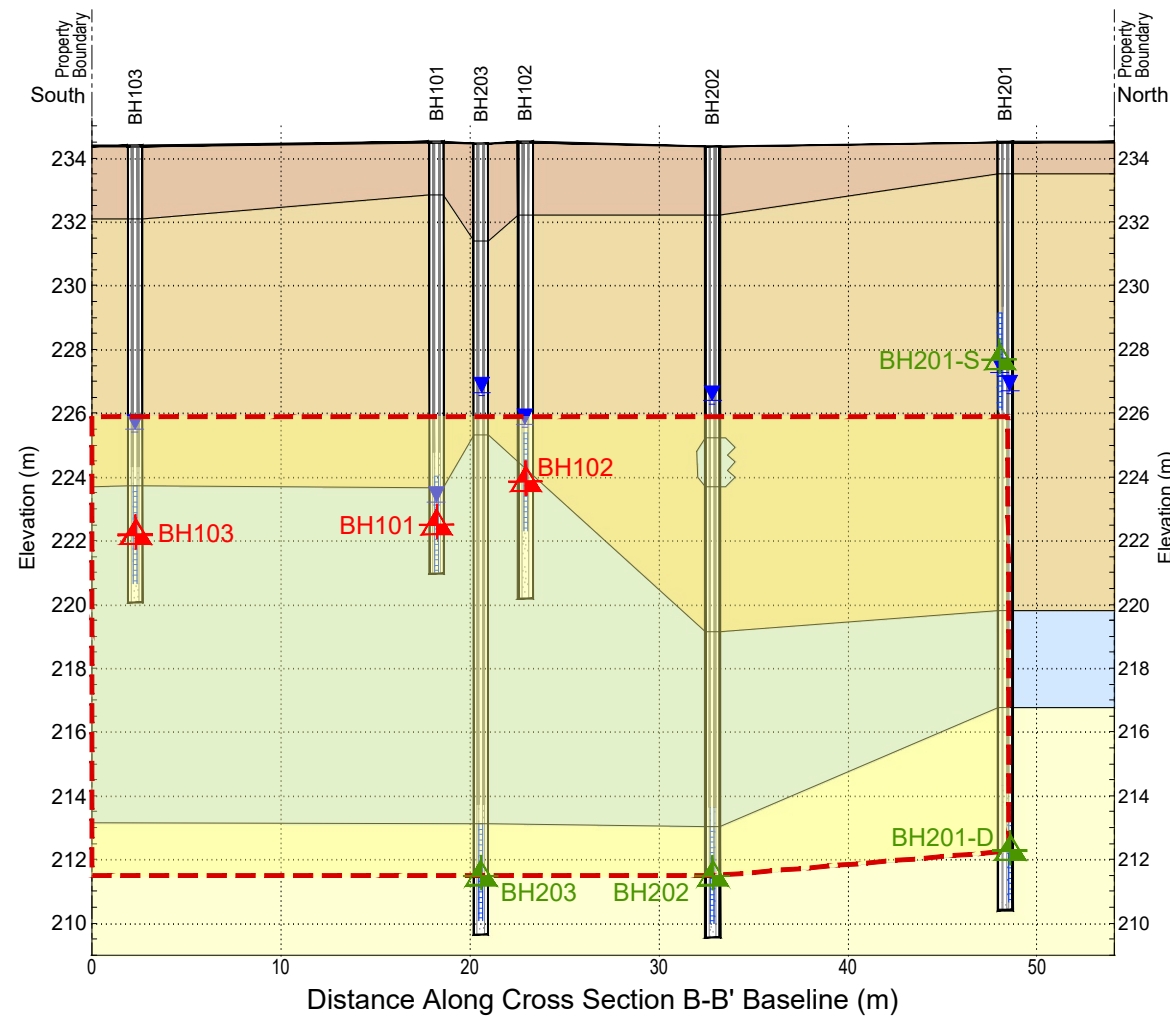 Property
Boundary
Property
Boundary
South
North
BH103
BH101
BH203
BH102
BH202
BH201
234
234
232
232
230
230
228
228
BH201-S
226
226
224
224
BH102
BH103
BH101
222
222
220
220
218
218
216
216
214
214
BH201-D
212
212
BH203
BH202
210
210
Elevation (m)
Elevation (m)
0
10
20
30
40
50
Distance Along Cross Section B-B' Baseline (m)